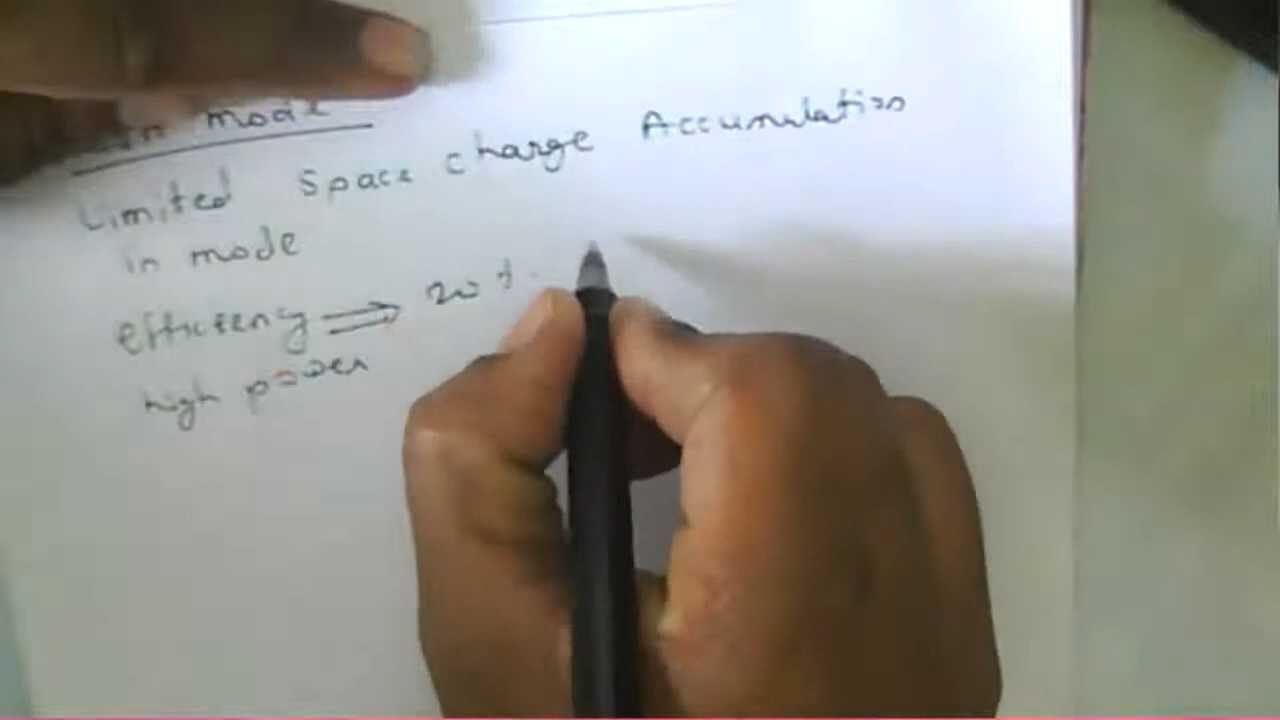 mode
Limited Space charge Accumulation
in mode
efficiency ⇒ 20 %
high power